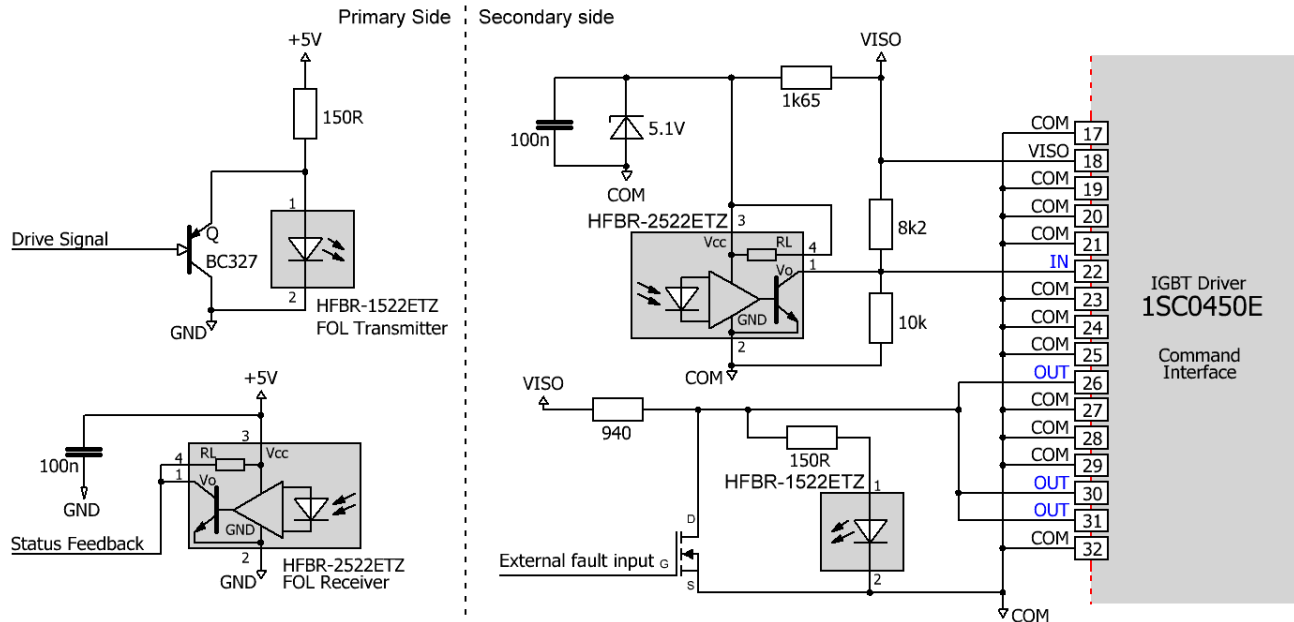 Primary Side
Secondary side
+5V
150R
1
Drive Signal
Q
BC327
2
HFBR-1522ETZ
FOL Transmitter
GND
+5V
3
100n
4
RL
Vcc
1
Vo
GND
GND
Status Feedback
2
GND
HFBR-2522ETZ
FOL Receiver
VISO
1k65
100n
5.1V
COM
HFBR-2522ETZ
3
Vcc
RL
4
8k2
Vo
1
GND
10k
2
COM
VISO
940
150R
HFBR-1522ETZ
1
D
External fault input
G
S
2
COM
COM 17
VISO 18
COM 19
COM 20
COM 21
IN 22
COM 23
COM 24
COM 25
OUT 26
COM 27
COM 28
COM 29
OUT 30
OUT 31
COM 32
IGBT Driver
1SC0450E
Command
Interface